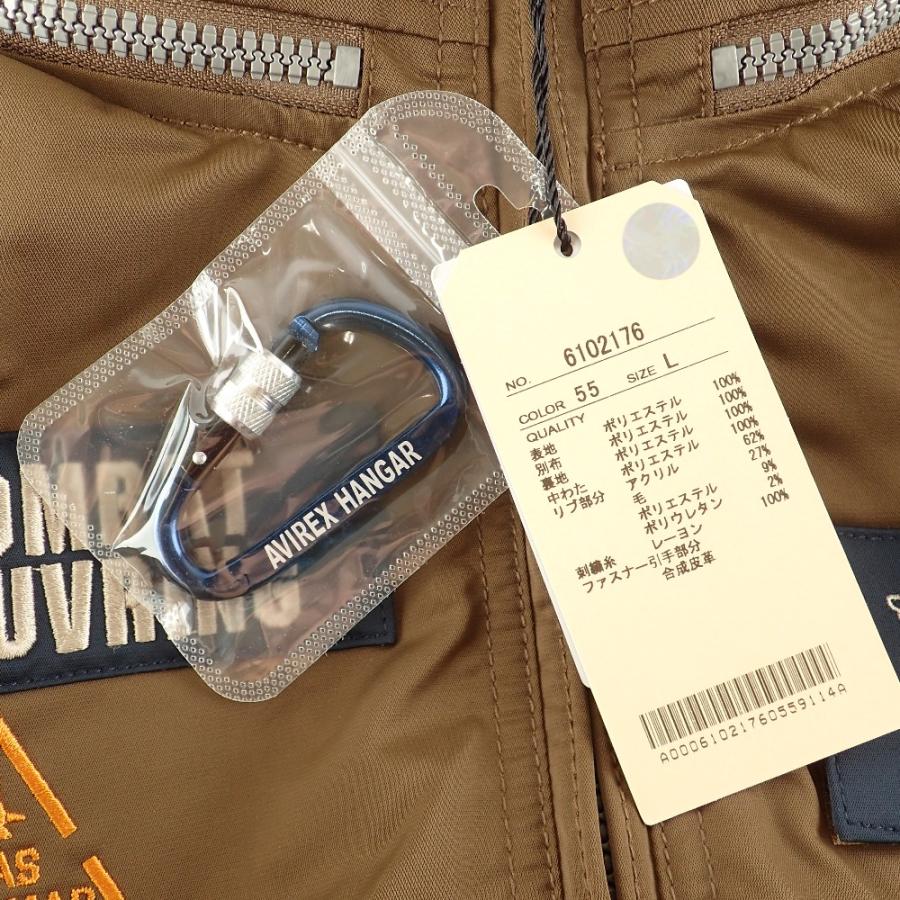 AVIREX HANGAR
NO. 6102176
COLOR 55 SIZE L
QUALITY
表地 ポリエステル 100%
別布 ポリエステル 100%
裏地 ポリエステル 100%
中わた ポリエステル 100%
リブ部分 アクリル 62%
毛 27%
ポリエステル 9%
ポリウレタン 2%
刺繍糸 レーヨン 100%
ファスナー引手部分 合成皮革
A000610217605591​14A